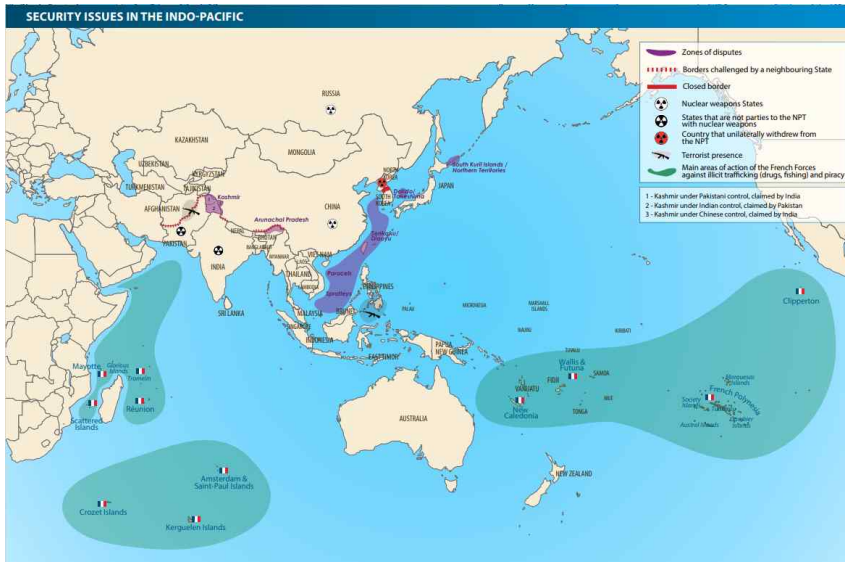 SECURITY ISSUES IN THE INDO-PACIFIC
Zones of disputes
Borders challenged by a neighbouring State
Closed border
Nuclear weapons States
States that are not parties to the NPT
with nuclear weapons
Country that unilaterally withdrew from
the NPT
Terrorist presence
Main areas of action of the French Forces
against illicit trafficking (drugs, fishing) and piracy
1 - Kashmir under Pakistani control, claimed by India
2 - Kashmir under Indian control, claimed by Pakistan
3 - Kashmir under Chinese control, claimed by India
RUSSIA
KAZAKHSTAN
MONGOLIA
UZBEKISTAN
KYRGYZSTAN
TURKMENISTAN
TAJIKISTAN
South Kuril Islands /
Northern Territories
NORTH
KOREA
SOUTH
KOREA
Dokdo/
Takeshima
JAPAN
AFGHANISTAN
Kashmir
CHINA
Arunachal Pradesh
PAKISTAN
NEPAL
BHUTAN
BANGLADESH
Senkaku/
Diaoyu
INDIA
MYANMAR
LAOS
VIETNAM
THAILAND
CAMBODIA
Paracels
Spratleys
PHILIPPINES
SRI LANKA
MALAYSIA
BRUNEI
SINGAPORE
INDONESIA
EAST TIMOR
PALAU
MICRONESIA
MARSHALL
ISLANDS
NAURU
KIRIBATI
PAPUA
NEW GUINEA
TUVALU
Clipperton
Wallis &
Futuna
SAMOA
FIJI
VANUATU
New
Caledonia
TONGA
NIUE
Marquesas
Islands
French Polynesia
Society
Islands
Gambier
Islands
Austral Islands
Mayotte
Glorious
Islands
Tromelin
Réunion
Scattered
Islands
AUSTRALIA
NEW ZEALAND
Amsterdam &
Saint-Paul Islands
Crozet Islands
Kerguelen Islands